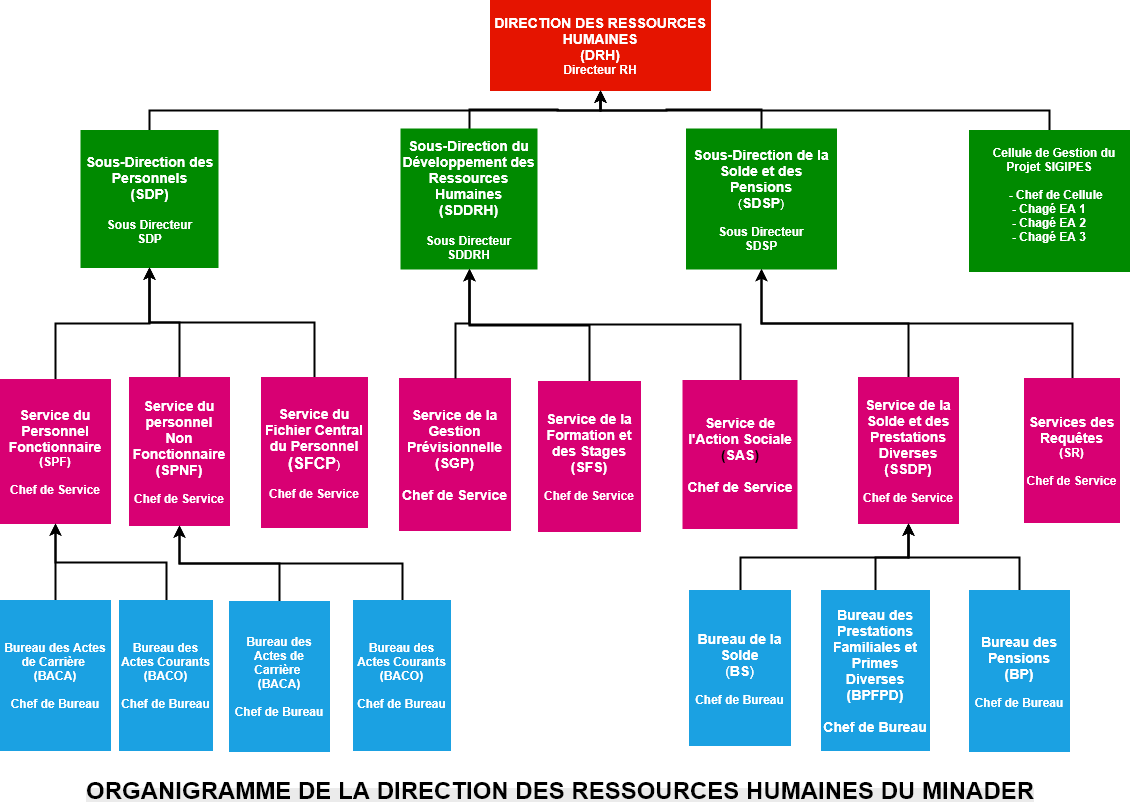 DIRECTION DES RESSOURCES
HUMAINES
(DRH)
Directeur RH
Sous-Direction des
Personnels
(SDP)
Sous Directeur
SDP
Sous-Direction du
Développement des
Ressources
Humaines
(SDDRH)
Sous Directeur
SDDRH
Sous-Direction de la
Solde et des
Pensions
(SDSP)
Sous Directeur
SDSP
Cellule de Gestion du
Projet SIGIPES
- Chef de Cellule
- Chagé EA 1
- Chagé EA 2
- Chagé EA 3
Service du
Personnel
Fonctionnaire
(SPF)
Chef de Service
Service du
personnel
Non
Fonctionnaire
(SPNF)
Chef de Service
Service du
Fichier Central
du Personnel
(SFCP)
Chef de Service
Service de la
Gestion
Prévisionnelle
(SGP)
Chef de Service
Service de la
Formation et
des Stages
(SFS)
Chef de Service
Service de
l'Action Sociale
(SAS)
Chef de Service
Service de la
Solde et des
Prestations
Diverses
(SSDP)
Chef de Service
Services des
Requêtes
(SR)
Chef de Service
Bureau des Actes
de Carrière
(BACA)
Chef de Bureau
Bureau des
Actes Courants
(BACO)
Chef de Bureau
Bureau des
Actes de
Carrière
(BACA)
Chef de Bureau
Bureau des
Actes Courants
(BACO)
Chef de Bureau
Bureau de la
Solde
(BS)
Chef de Bureau
Bureau des
Prestations
Familiales et
Primes
Diverses
(BPFPD)
Chef de Bureau
Bureau des
Pensions
(BP)
Chef de Bureau
ORGANIGRAMME DE LA DIRECTION DES RESSOURCES HUMAINES DU MINADER